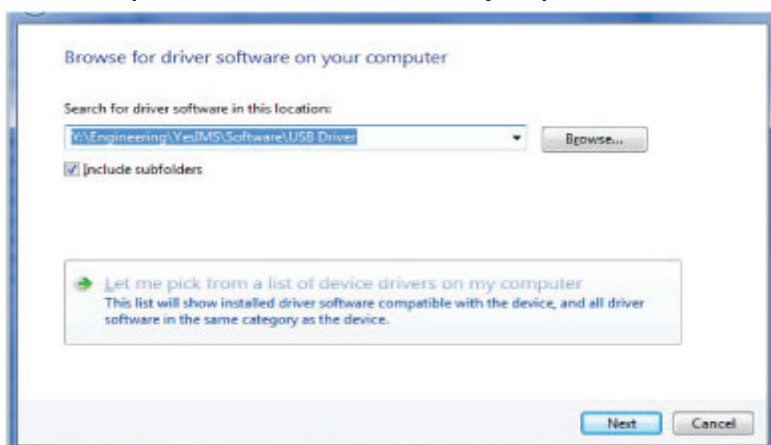 Browse for driver software on your computer
Search for driver software in this location:
Y:\Engineering\YesIMS\Software\USB Driver
Browse...
Include subfolders
Let me pick from a list of device drivers on my computer
This list will show installed driver software compatible with the device, and all driver
software in the same category as the device.
Next
Cancel